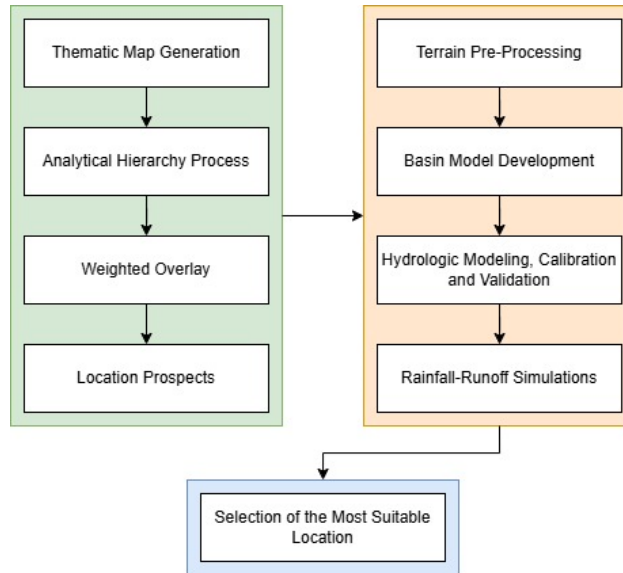 Thematic Map Generation
Analytical Hierarchy Process
Weighted Overlay
Location Prospects
Terrain Pre-Processing
Basin Model Development
Hydrologic Modeling, Calibration
and Validation
Rainfall-Runoff Simulations
Selection of the Most Suitable
Location